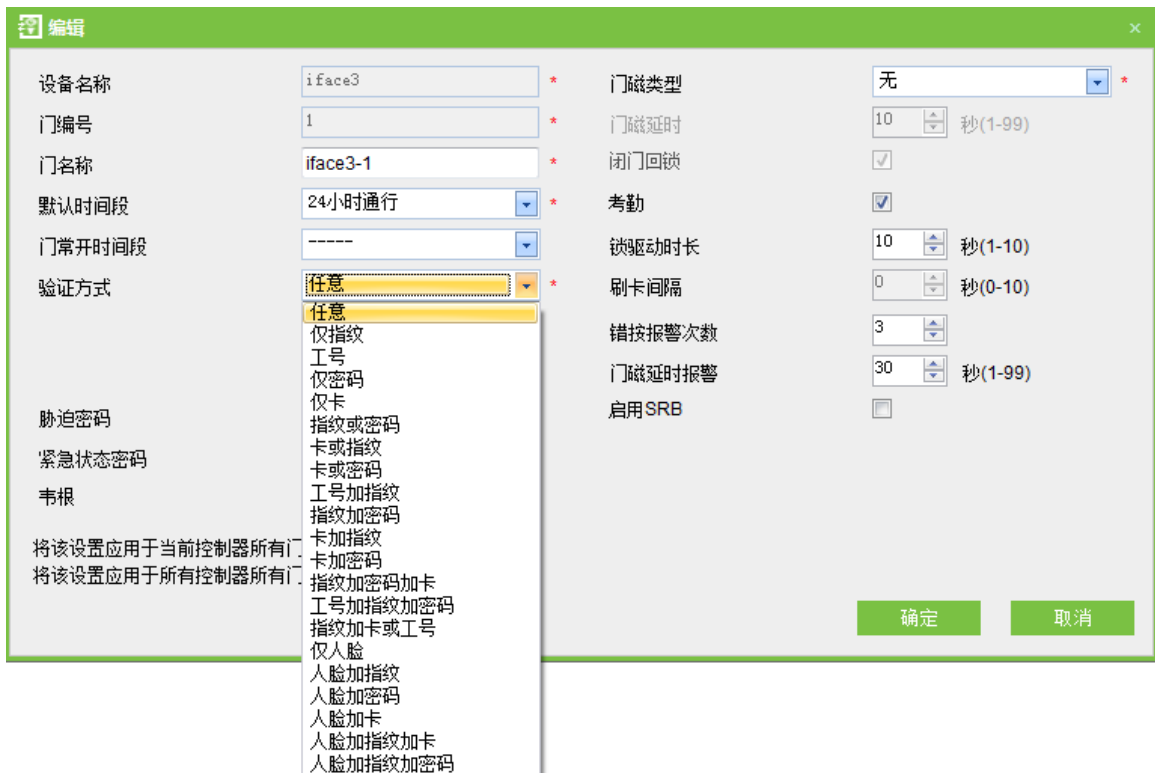 编辑
设备名称 iface3 *
门编号 1 *
门名称 iface3-1 *
默认时间段 24小时通行 *
门常开时间段 -----
验证方式 任意 *
任意
仅指纹
工号
仅密码
仅卡
指纹或密码
卡或指纹
卡或密码
工号加指纹
指纹加密码
卡加指纹
卡加密码
指纹加密码加卡
工号加指纹加密码
指纹加卡或工号
仅人脸
人脸加指纹
人脸加密码
人脸加卡
人脸加指纹加卡
人脸加指纹加密码
胁迫密码
紧急状态密码
韦根
将该设置应用于当前控制器所有门
将该设置应用于所有控制器所有门
门磁类型 无 *
门磁延时 10 秒(1-99)
闭门回锁
考勤
锁驱动时长 10 秒(1-10)
刷卡间隔 0 秒(0-10)
错按报警次数 3
门磁延时报警 30 秒(1-99)
启用SRB
确定 取消